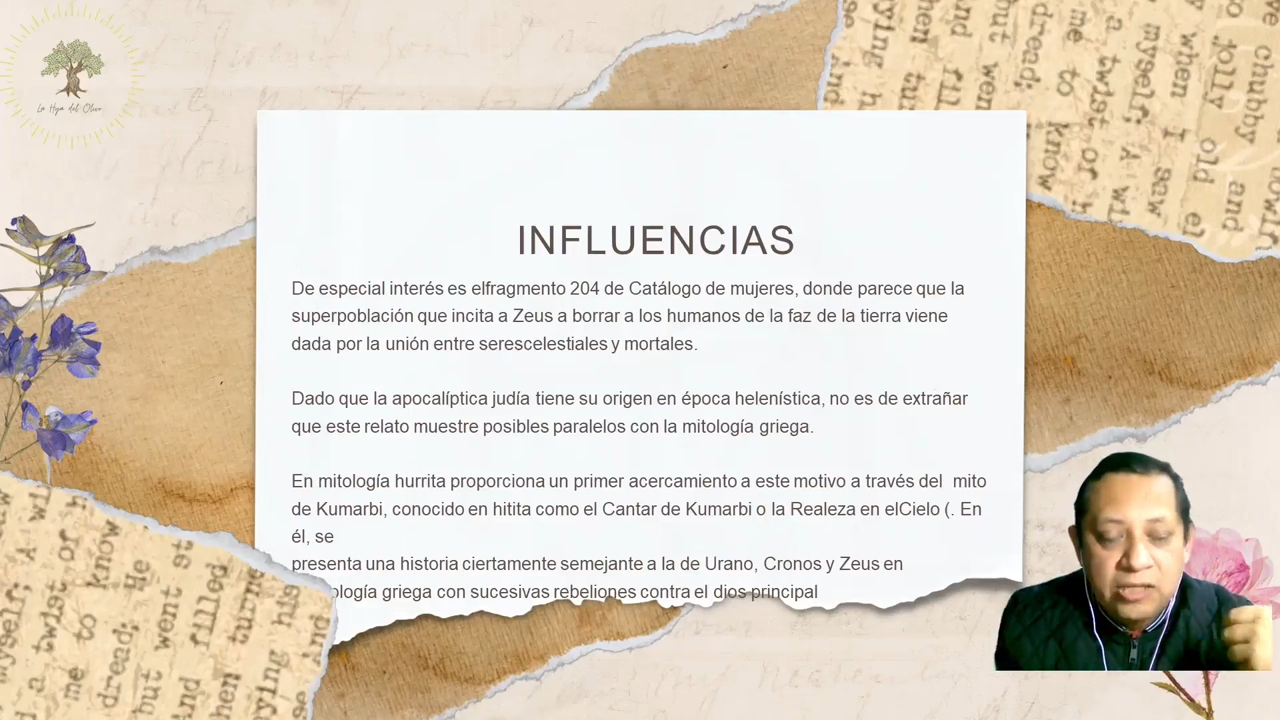 La Hija del Olivo
INFLUENCIAS
De especial interés es elfragmento 204 de Catálogo de mujeres, donde parece que la
superpoblación que incita a Zeus a borrar a los humanos de la faz de la tierra viene
dada por la unión entre serescelestiales y mortales.
Dado que la apocalíptica judía tiene su origen en época helenística, no es de extrañar
que este relato muestre posibles paralelos con la mitología griega.
En mitología hurrita proporciona un primer acercamiento a este motivo a través del mito
de Kumarbi, conocido en hitita como el Cantar de Kumarbi o la Realeza en elCielo (. En
él, se
presenta una historia ciertamente semejante a la de Urano, Cronos y Zeus en
ología griega con sucesivas rebeliones contra el dios principal